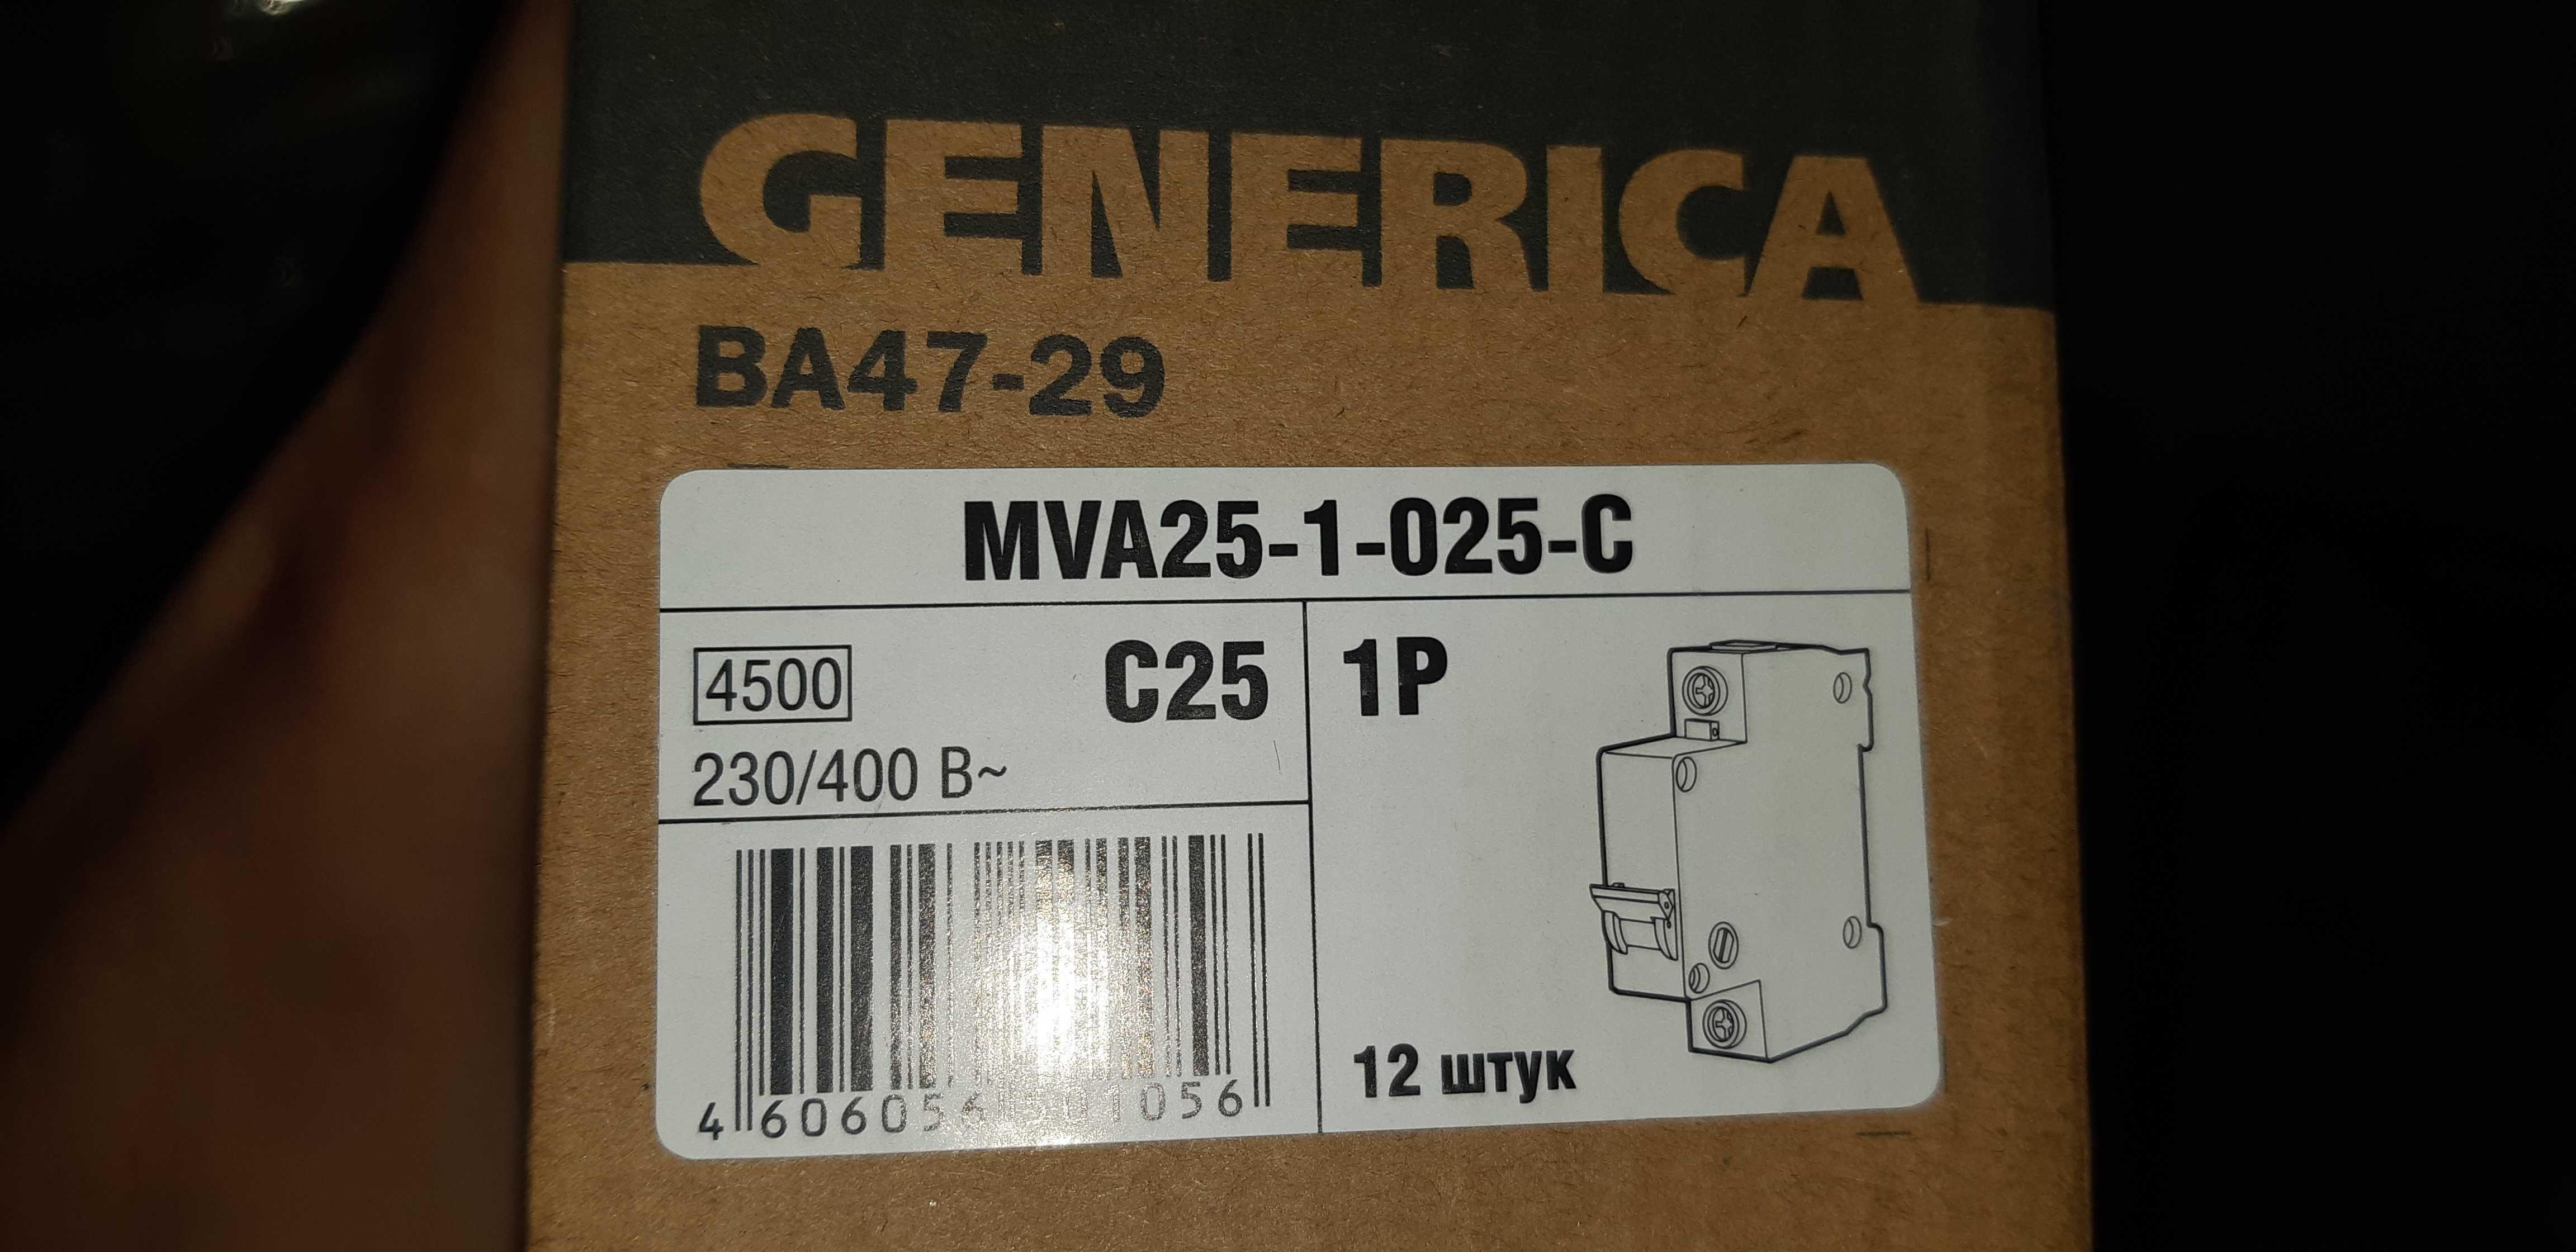 GENERICA
ВА47-29
MVA25-1-025-C
4500 C25 1P
230/400 В~
12 штук